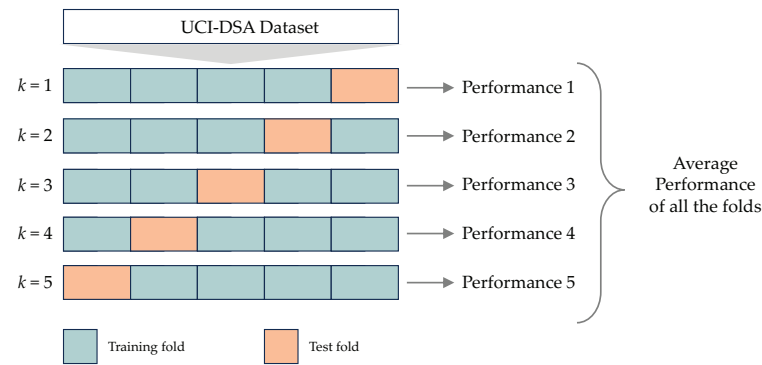 UCI-DSA Dataset
k = 1
Performance 1
k = 2
Performance 2
k = 3
Performance 3
k = 4
Performance 4
k = 5
Performance 5
Average
Performance
of all the folds
Training fold
Test fold